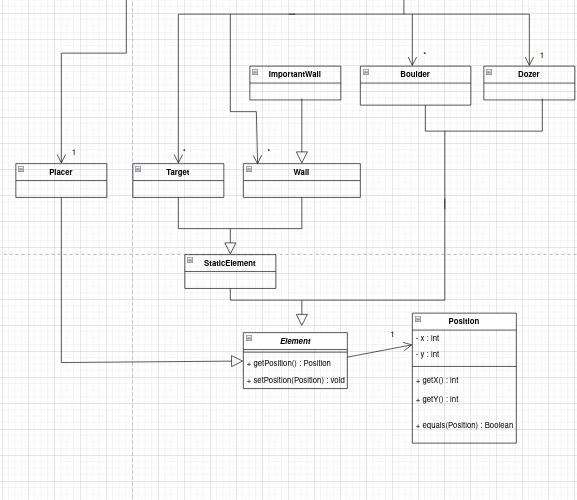 *
1
ImportantWall
Boulder
Dozer
1
*
*
Placer
Target
Wall
StaticElement
Element
+ getPosition() : Position
+ setPosition(Position) : void
1
Position
- x : int
- y : int
+ getX() : int
+ getY() : int
+ equals(Position) : Boolean